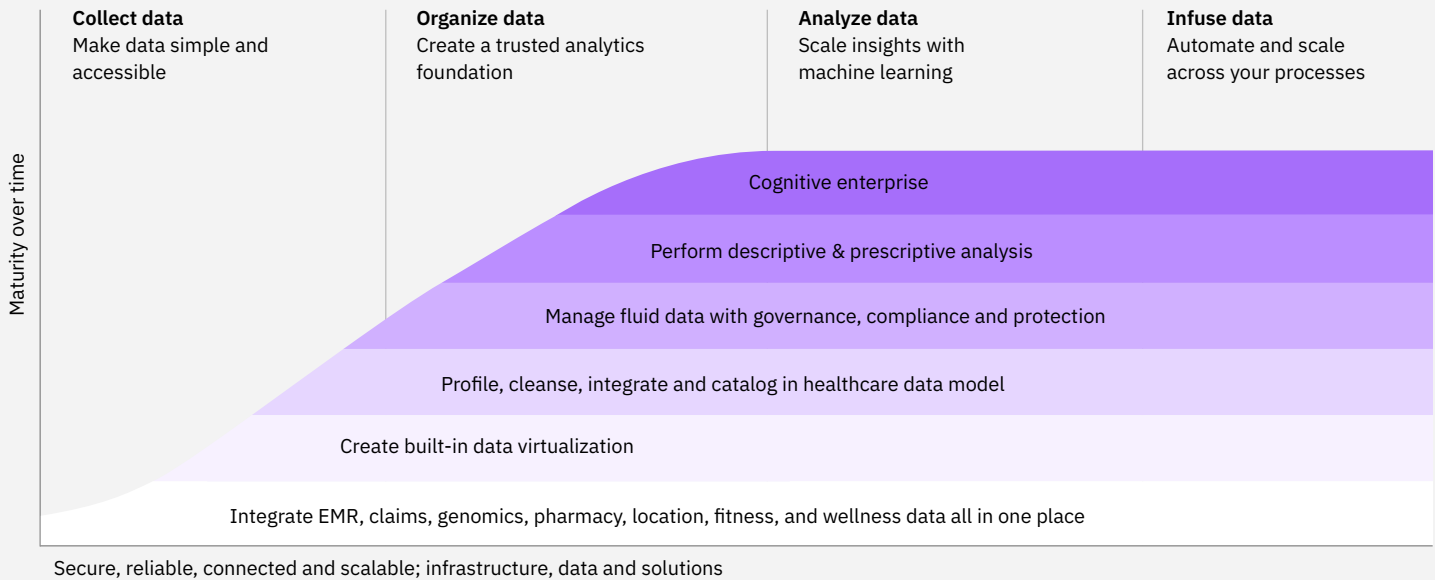 Collect data
Make data simple and
accessible
Organize data
Create a trusted analytics
foundation
Analyze data
Scale insights with
machine learning
Infuse data
Automate and scale
across your processes
Maturity over time
Cognitive enterprise
Perform descriptive & prescriptive analysis
Manage fluid data with governance, compliance and protection
Profile, cleanse, integrate and catalog in healthcare data model
Create built-in data virtualization
Integrate EMR, claims, genomics, pharmacy, location, fitness, and wellness data all in one place
Secure, reliable, connected and scalable; infrastructure, data and solutions